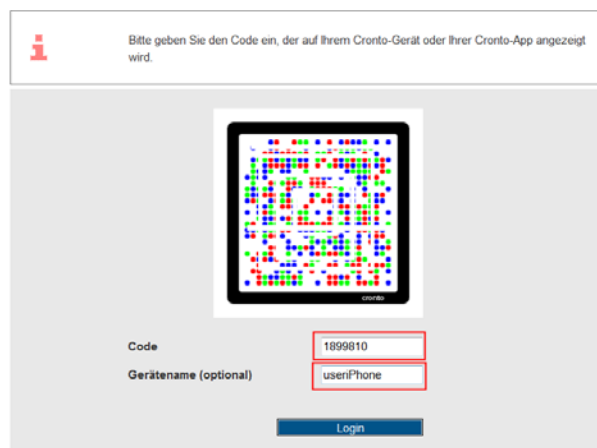 Bitte geben Sie den Code ein, der auf Ihrem Cronto-Gerät oder Ihrer Cronto-App angezeigt
wird.
cronto
Code 1899810
Gerätename (optional) useriPhone
Login